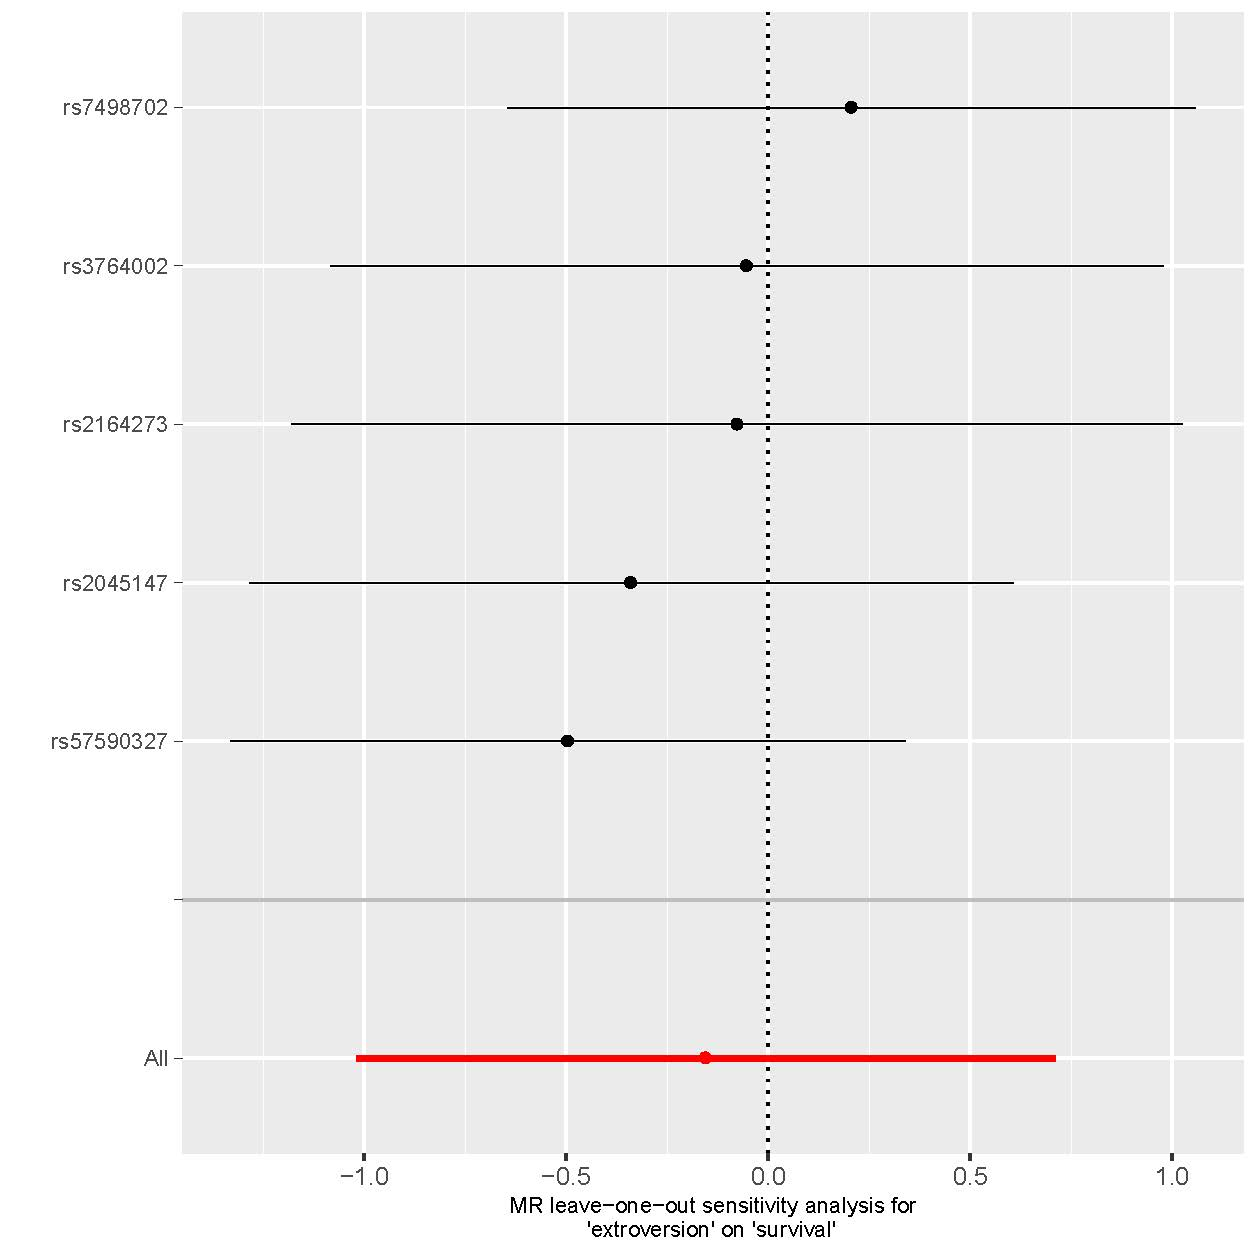 rs7498702
rs3764002
rs2164273
rs2045147
rs57590327
All
−1.0 −0.5 0.0 0.5 1.0
MR leave−one−out sensitivity analysis for
'extroversion' on 'survival'